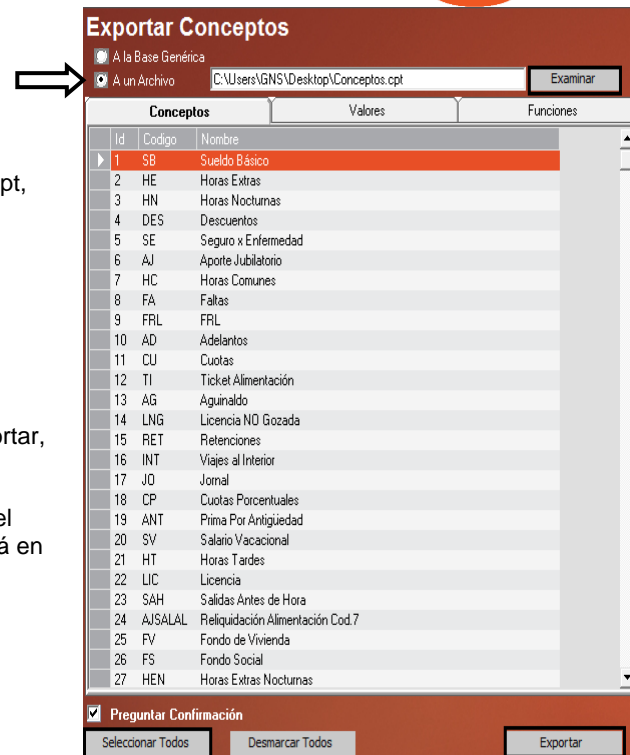 Exportar Conceptos
A la Base Genérica
A un Archivo C:\Users\GNS\Desktop\Conceptos.cpt Examinar
Conceptos Valores Funciones
Id Codigo Nombre
1 SB Sueldo Básico
2 HE Horas Extras
3 HN Horas Nocturnas
4 DES Descuentos
5 SE Seguro x Enfermedad
6 AJ Aporte Jubilatorio
7 HC Horas Comunes
8 FA Faltas
9 FRL FRL
10 AD Adelantos
11 CU Cuotas
12 TI Ticket Alimentación
13 AG Aguinaldo
14 LNG Licencia NO Gozada
15 RET Retenciones
16 INT Viajes al Interior
17 JO Jornal
18 CP Cuotas Porcentuales
19 ANT Prima Por Antigüedad
20 SV Salario Vacacional
21 HT Horas Tardes
22 LIC Licencia
23 SAH Salidas Antes de Hora
24 AJSALAL Reliquidación Alimentación Cod.7
25 FV Fondo de Vivienda
26 FS Fondo Social
27 HEN Horas Extras Nocturnas
Preguntar Confirmación
Seleccionar Todos Desmarcar Todos Exportar
pt,
rtar,
el
á en